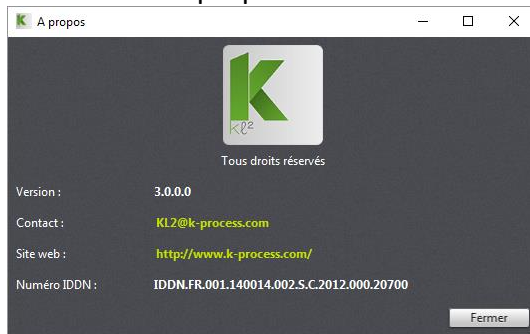 A propos
K
kl²
Tous droits réservés
Version : 3.0.0.0
Contact : KL2@k-process.com
Site web : http://www.k-process.com/
Numéro IDDN : IDDN.FR.001.140014.002.S.C.2012.000.20700
Fermer